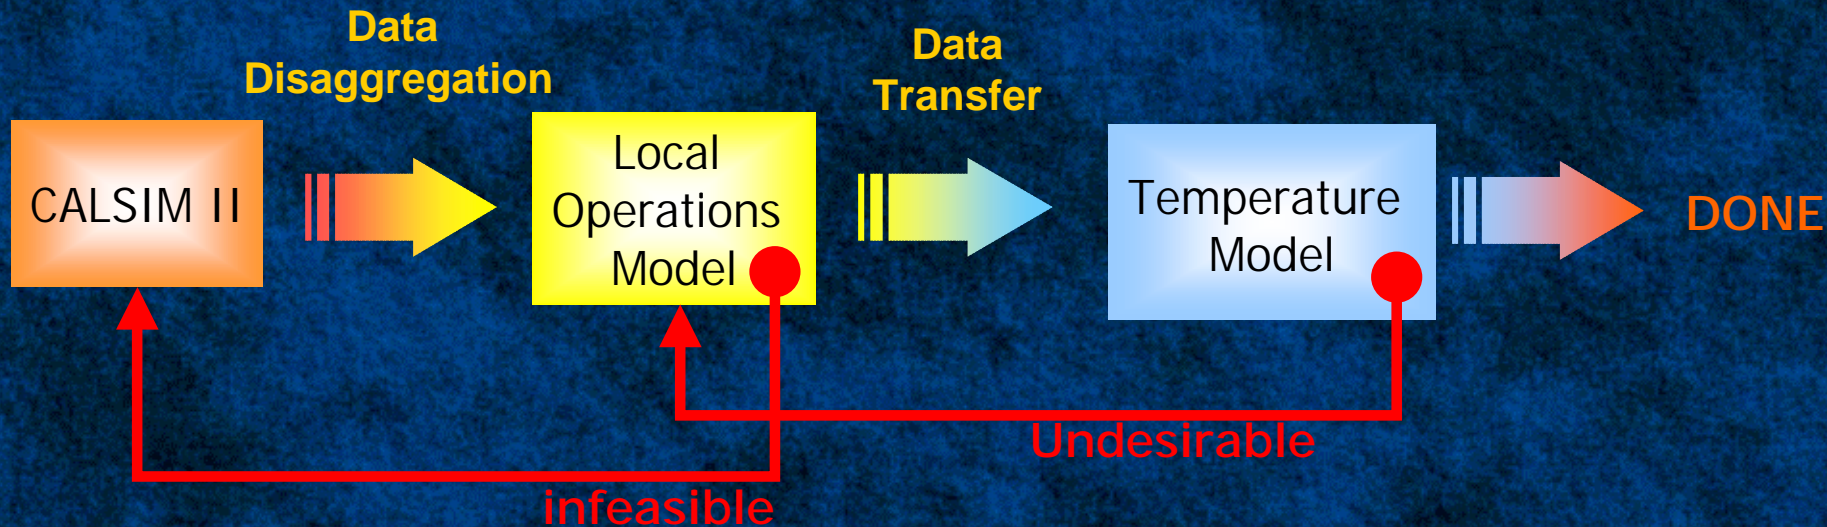 Data
Disaggregation
Data
Transfer
CALSIM II
Local
Operations
Model
Temperature
Model
DONE
Undesirable
infeasible